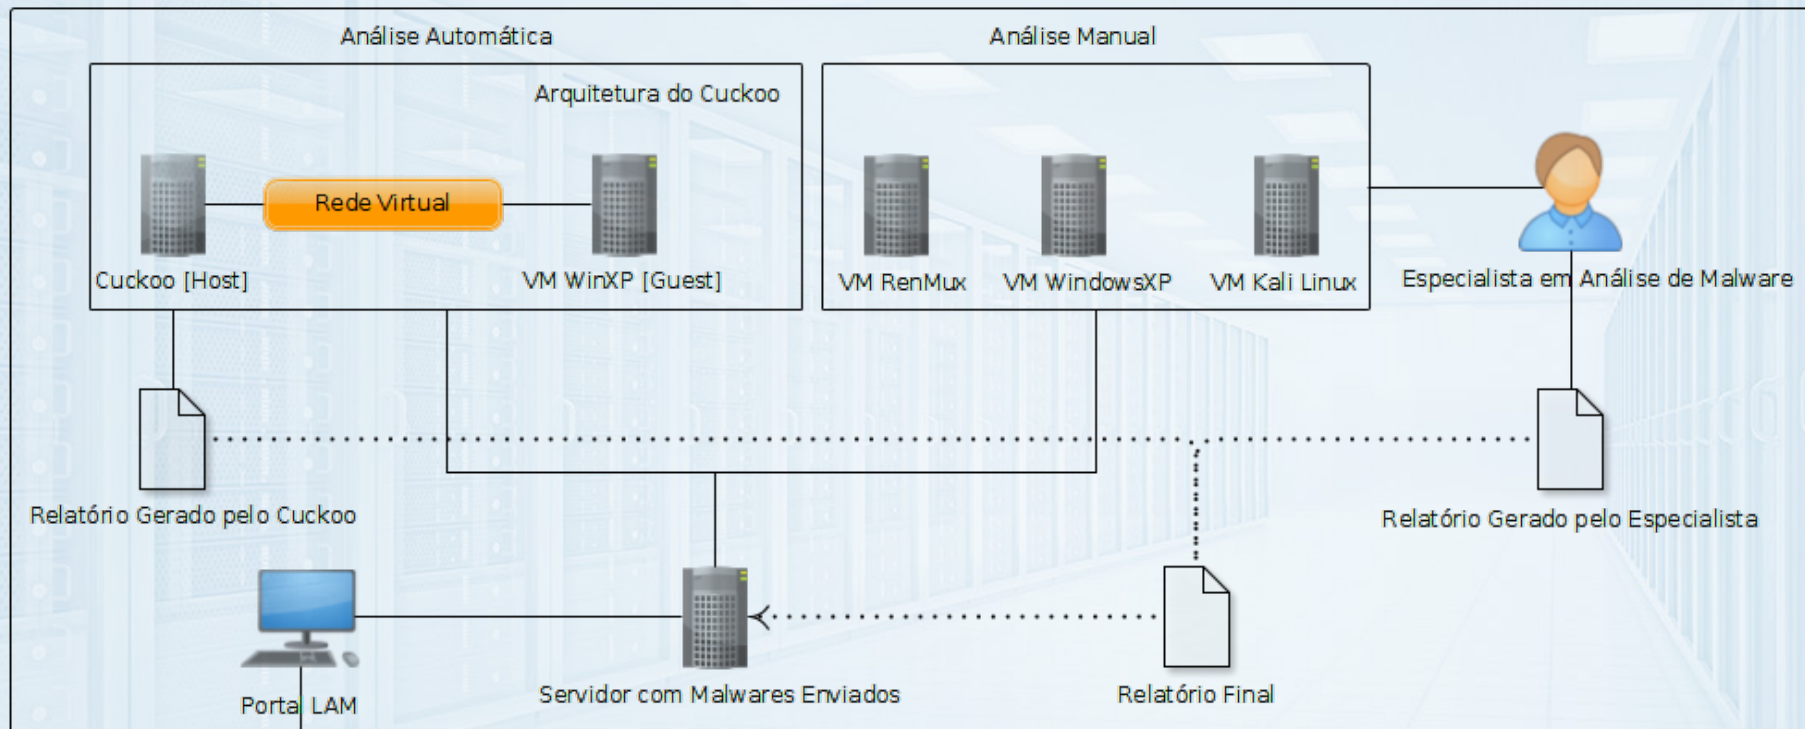 Análise Automática
Análise Manual
Arquitetura do Cuckoo
Rede Virtual
Cuckoo [Host]
VM WinXP [Guest]
VM RenMux
VM WindowsXP
VM Kali Linux
Especialista em Análise de Malware
Relatório Gerado pelo Cuckoo
Relatório Gerado pelo Especialista
Portal LAM
Servidor com Malwares Enviados
Relatório Final